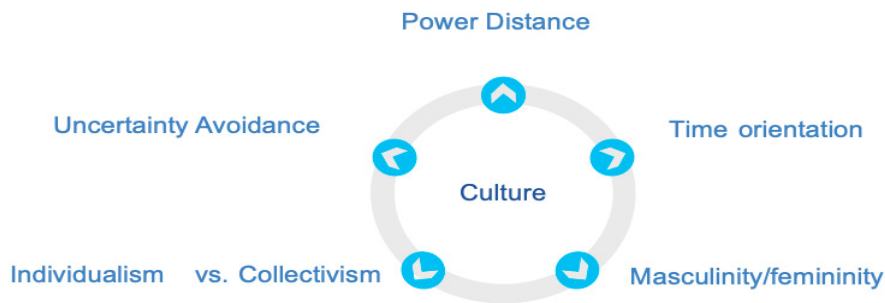 Power Distance
Uncertainty Avoidance
Time orientation
Culture
Individualism vs. Collectivism
Masculinity/femininity